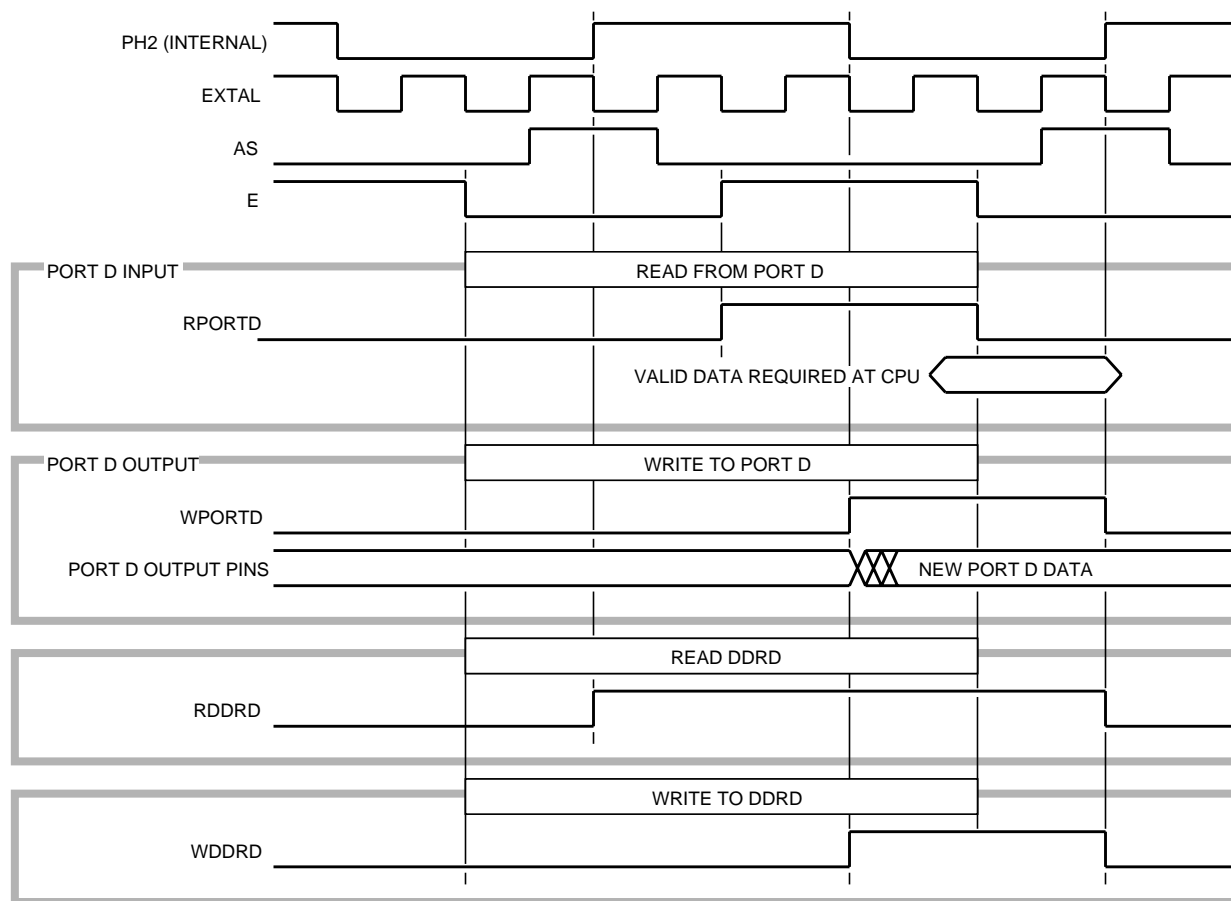 PH2 (INTERNAL)
EXTAL
AS
E
PORT D INPUT
READ FROM PORT D
RPORTD
VALID DATA REQUIRED AT CPU
PORT D OUTPUT
WRITE TO PORT D
WPORTD
PORT D OUTPUT PINS
NEW PORT D DATA
READ DDRD
RDDRD
WRITE TO DDRD
WDDRD